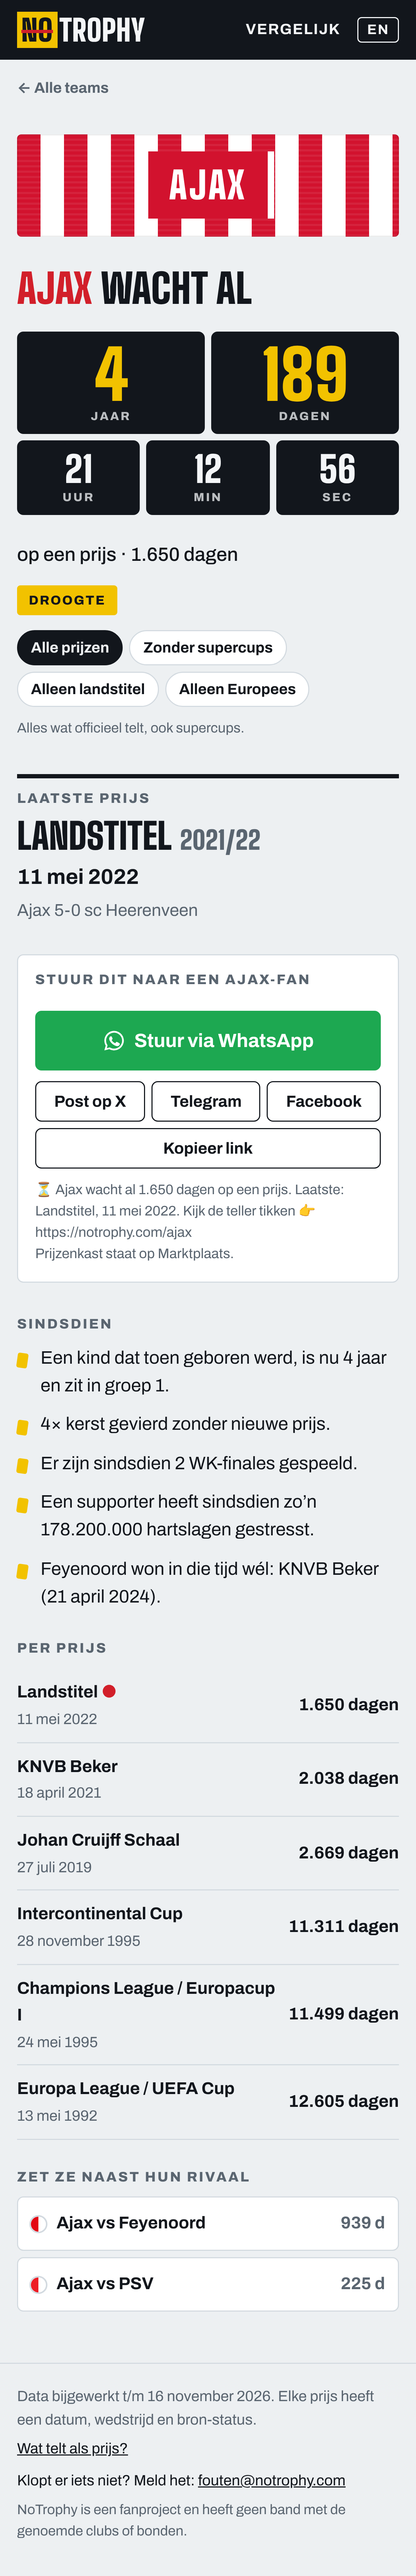 NO TROPHY
VERGELIJK
EN
← Alle teams
AJAX
AJAX WACHT AL
4
JAAR
189
DAGEN
21
UUR
12
MIN
56
SEC
op een prijs · 1.650 dagen
DROOGTE
Alle prijzen
Zonder supercups
Alleen landstitel
Alleen Europees
Alles wat officieel telt, ook supercups.
LAATSTE PRIJS
LANDSTITEL 2021/22
11 mei 2022
Ajax 5-0 sc Heerenveen
STUUR DIT NAAR EEN AJAX-FAN
Stuur via WhatsApp
Post op X
Telegram
Facebook
Kopieer link
⏳ Ajax wacht al 1.650 dagen op een prijs. Laatste:
Landstitel, 11 mei 2022. Kijk de teller tikken 👉
https://notrophy.com/ajax
Prijzenkast staat op Marktplaats.
SINDSDIEN
Een kind dat toen geboren werd, is nu 4 jaar
en zit in groep 1.
4× kerst gevierd zonder nieuwe prijs.
Er zijn sindsdien 2 WK-finales gespeeld.
Een supporter heeft sindsdien zo'n
178.200.000 hartslagen gestresst.
Feyenoord won in die tijd wél: KNVB Beker
(21 april 2024).
PER PRIJS
Landstitel
11 mei 2022
1.650 dagen
KNVB Beker
18 april 2021
2.038 dagen
Johan Cruijff Schaal
27 juli 2019
2.669 dagen
Intercontinental Cup
28 november 1995
11.311 dagen
Champions League / Europacup
I
24 mei 1995
11.499 dagen
Europa League / UEFA Cup
13 mei 1992
12.605 dagen
ZET ZE NAAST HUN RIVAAL
Ajax vs Feyenoord
939 d
Ajax vs PSV
225 d
Data bijgewerkt t/m 16 november 2026. Elke prijs heeft
een datum, wedstrijd en bron-status.
Wat telt als prijs?
Klopt er iets niet? Meld het: fouten@notrophy.com
NoTrophy is een fanproject en heeft geen band met de
genoemde clubs of bonden.